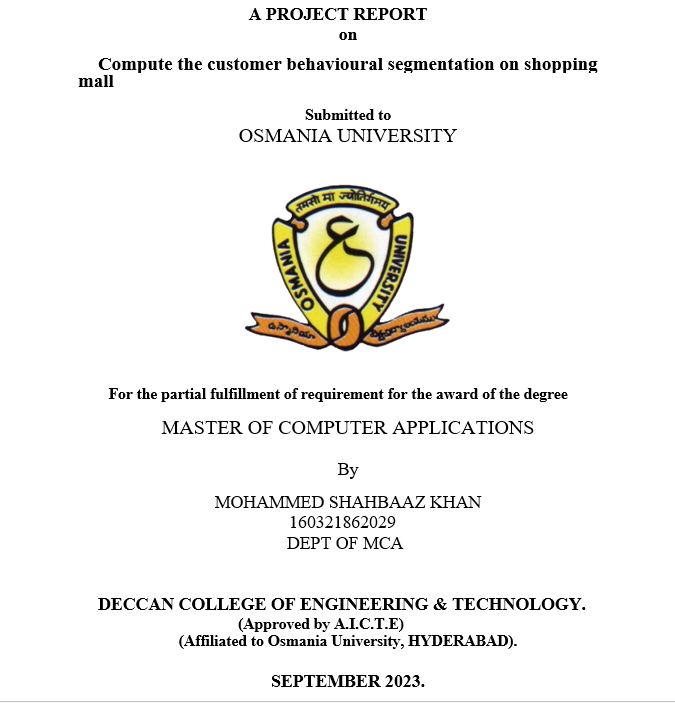 A PROJECT REPORT
on
Compute the customer behavioural segmentation on shopping
mall
Submitted to
OSMANIA UNIVERSITY
तमसो मा ज्योतिर्गमय
OSMANIA
UNIVERSITY
ع
For the partial fulfillment of requirement for the award of the degree
MASTER OF COMPUTER APPLICATIONS
By
MOHAMMED SHAHBAAZ KHAN
160321862029
DEPT OF MCA
DECCAN COLLEGE OF ENGINEERING & TECHNOLOGY.
(Approved by A.I.C.T.E)
(Affiliated to Osmania University, HYDERABAD).
SEPTEMBER 2023.